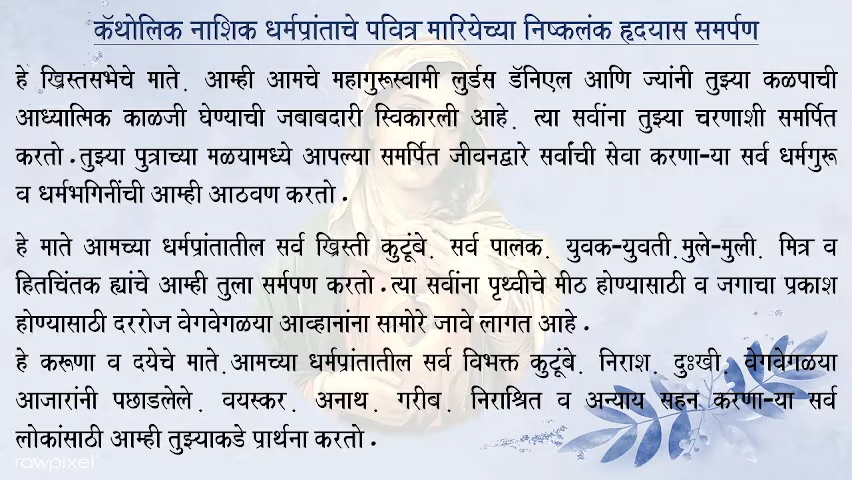 कॅथोलिक नाशिक धर्मप्रांताचे पवित्र मारियेच्या निष्कलंक हृदयास समर्पण
हे ख्रिस्तसभेचे माते. आम्ही आमचे महागुरूस्वामी लुर्डस डॅनिएल आणि ज्यांनी तुझ्या कळपाची
आध्यात्मिक काळजी घेण्याची जबाबदारी स्विकारली आहे. त्या सर्वांना तुझ्या चरणाशी समर्पित
करतो.तुझ्या पुत्राच्या मळयामध्ये आपल्या समर्पित जीवनद्वारे सर्वांची सेवा करणा-या सर्व धर्मगुरू
व धर्मभगिनींची आम्ही आठवण करतो.
हे माते आमच्या धर्मप्रांतातील सर्व ख्रिस्ती कुटूंबे. सर्व पालक. युवक-युवती.मुले-मुली. मित्र व
हितचिंतक ह्यांचे आम्ही तुला सर्मपण करतो.त्या सर्वांना पृथ्वीचे मीठ होण्यासाठी व जगाचा प्रकाश
होण्यासाठी दररोज वेगवेगळया आव्हानांना सामोरे जावे लागत आहे.
हे करूणा व दयेचे माते.आमच्या धर्मप्रांतातील सर्व विभक्त कुटूंबे. निराश. दुःखी. वेगवेगळया
आजारांनी पछाडलेले. वयस्कर. अनाथ. गरीब. निराश्रित व अन्याय सहन करणा-या सर्व
लोकांसाठी आम्ही तुझ्याकडे प्रार्थना करतो.
rawpixel